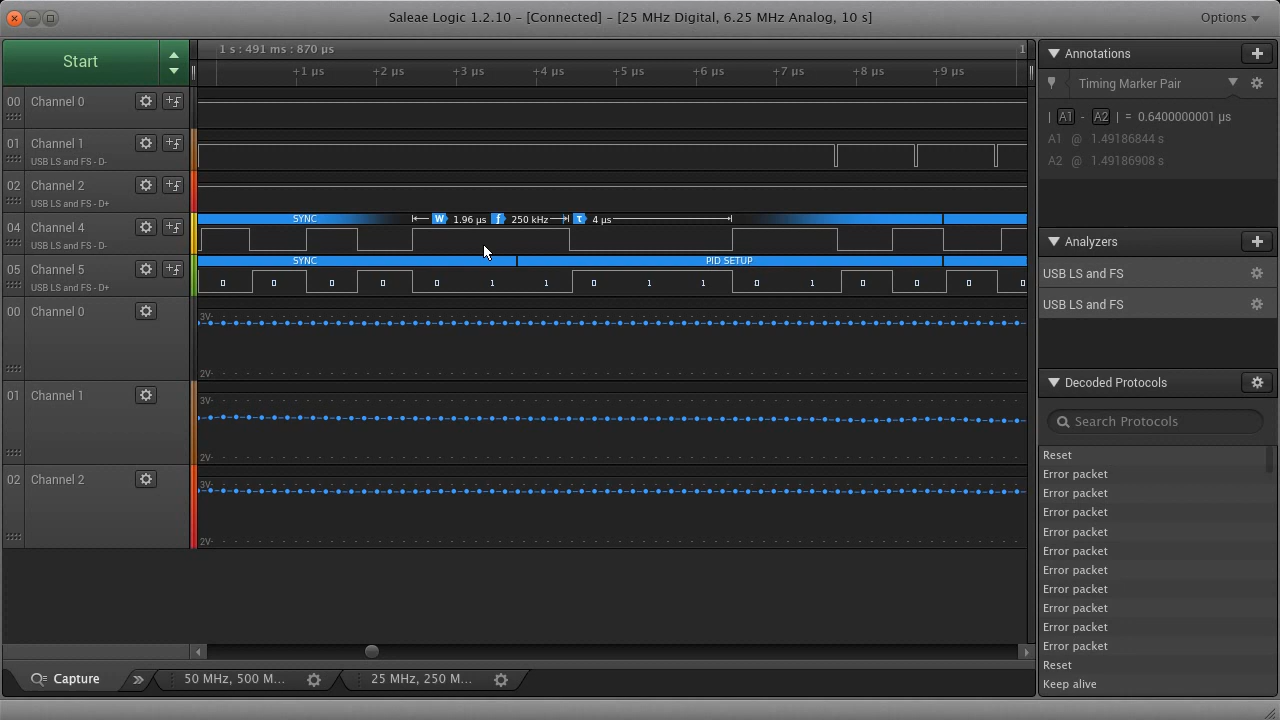 Saleae Logic 1.2.10 – [Connected] – [25 MHz Digital, 6.25 MHz Analog, 10 s]
Options
Start
1 s : 491 ms : 870 µs
1
+1 µs +2 µs +3 µs +4 µs +5 µs +6 µs +7 µs +8 µs +9 µs
00 Channel 0
01 Channel 1
USB LS and FS - D-
02 Channel 2
USB LS and FS - D+
04 Channel 4
USB LS and FS - D-
SYNC W 1.96 µs f 250 kHz T 4 µs
05 Channel 5
USB LS and FS - D+
SYNC PID SETUP
0 0 0 0 0 1 1 0 1 1 0 1 0 0 0 0
00 Channel 0
3V
2V
01 Channel 1
3V
2V
02 Channel 2
3V
2V
Capture
50 MHz, 500 M...
25 MHz, 250 M...
Annotations
Timing Marker Pair
| A1 - A2 | = 0.6400000001 µs
A1 @ 1.49186844 s
A2 @ 1.49186908 s
Analyzers
USB LS and FS
USB LS and FS
Decoded Protocols
Search Protocols
Reset
Error packet
Error packet
Error packet
Error packet
Error packet
Error packet
Error packet
Error packet
Error packet
Error packet
Reset
Keep alive